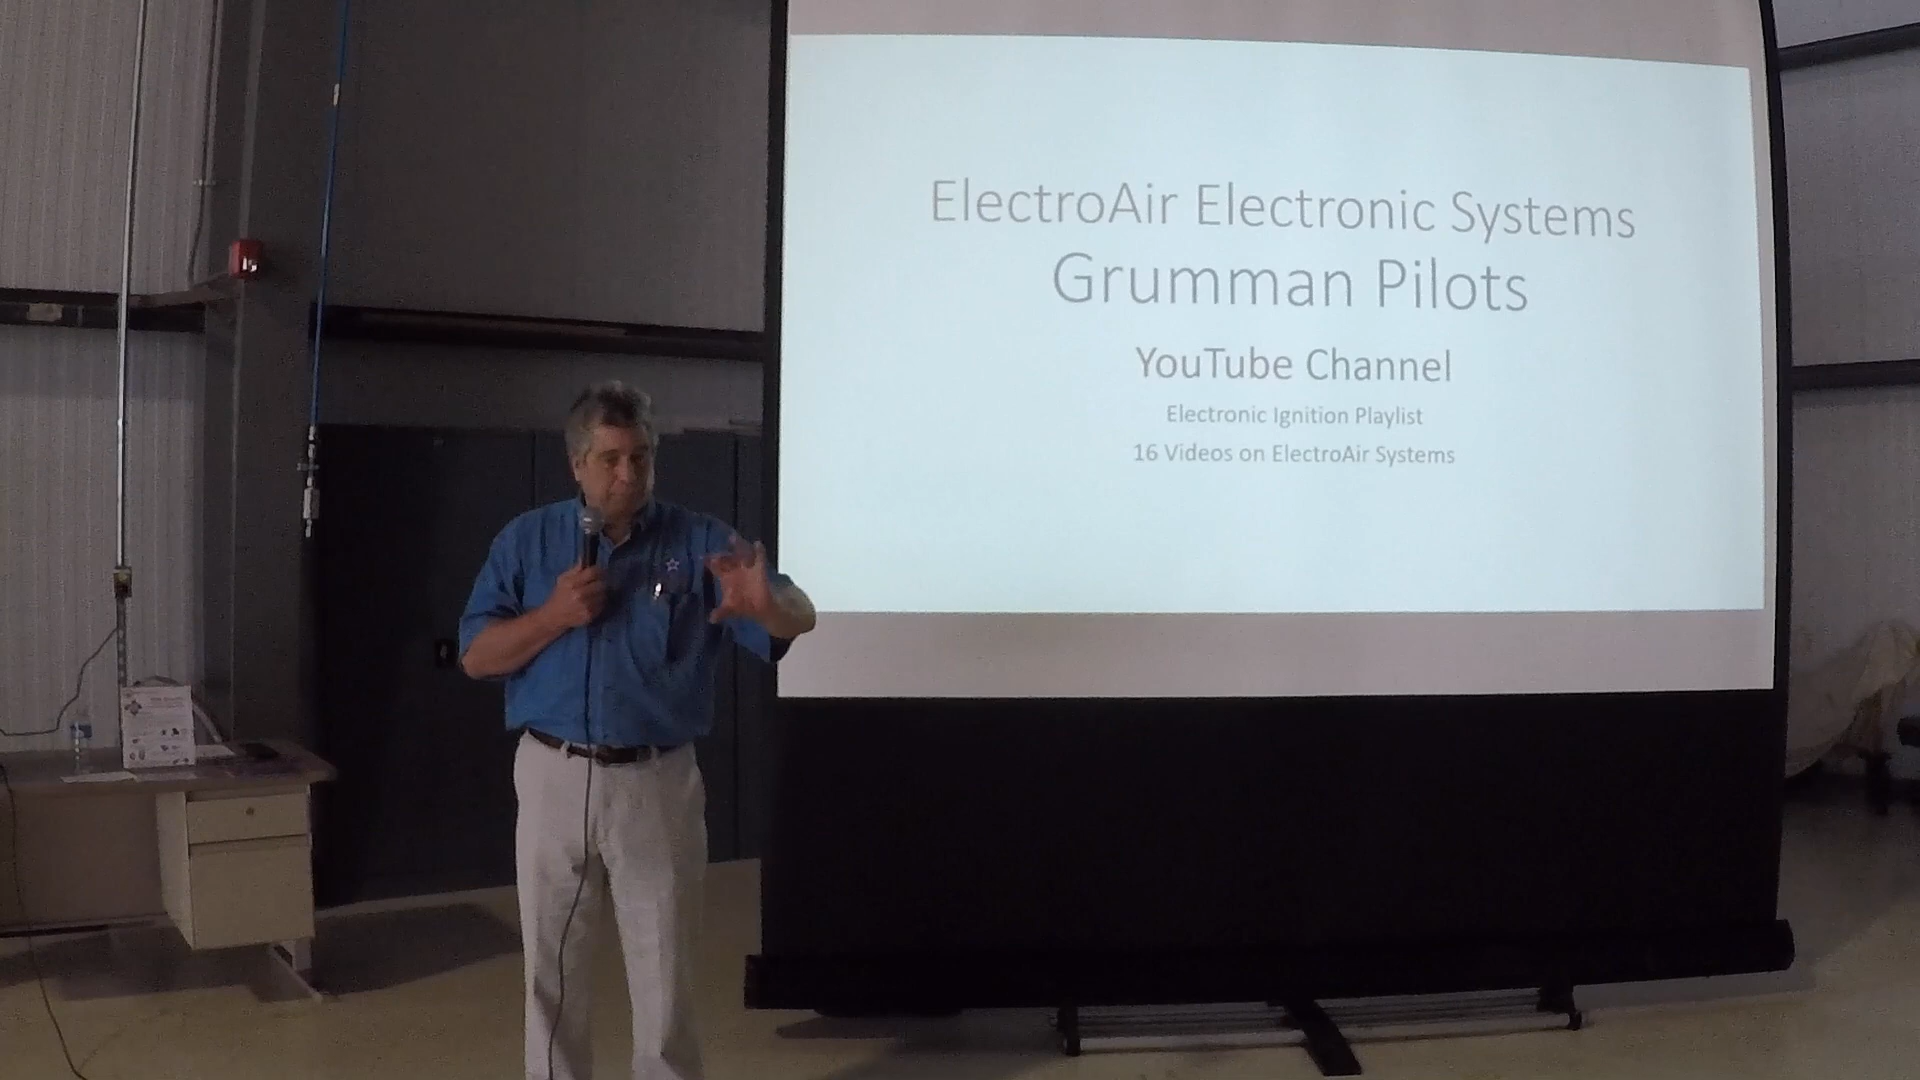 ElectroAir Electronic Systems
Grumman Pilots
YouTube Channel
Electronic Ignition Playlist
16 Videos on ElectroAir Systems